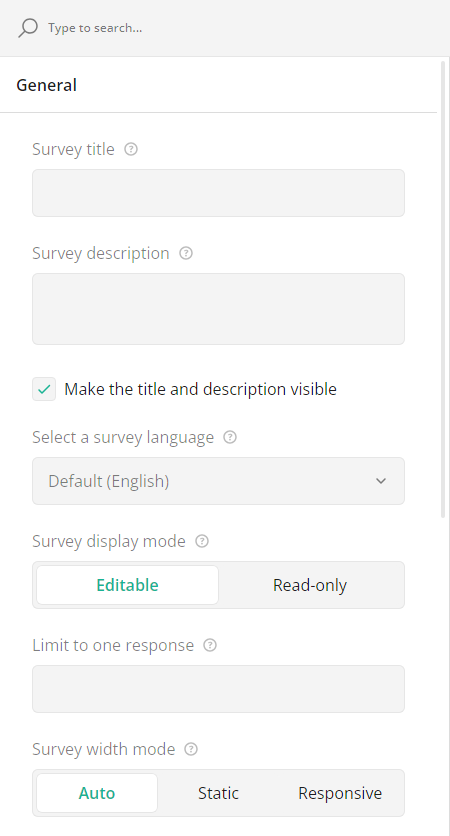 Type to search...
General
Survey title
Survey description
Make the title and description visible
Select a survey language
Default (English)
Survey display mode
Editable Read-only
Limit to one response
Survey width mode
Auto Static Responsive